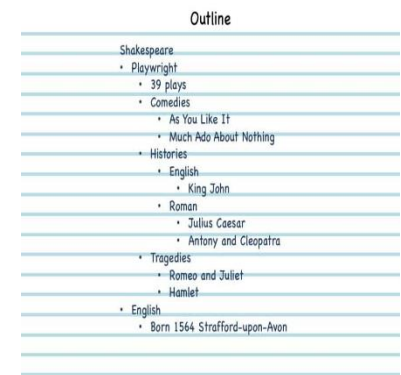 Outline
Shakespeare
• Playwright
• 39 plays
• Comedies
• As You Like It
• Much Ado About Nothing
• Histories
• English
• King John
• Roman
• Julius Caesar
• Antony and Cleopatra
• Tragedies
• Romeo and Juliet
• Hamlet
• English
• Born 1564 Strafford-upon-Avon